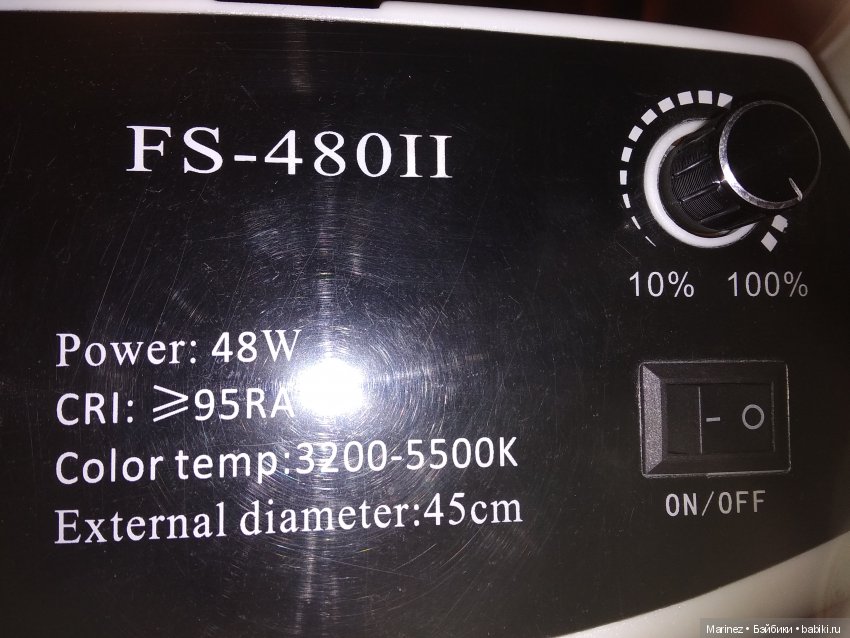 FS-480II
10% 100%
Power: 48W
CRI: ≥95RA
Color temp:3200-5500K
External diameter:45cm
– O
ON/OFF
Marinez • Бэйбики • babiki.ru